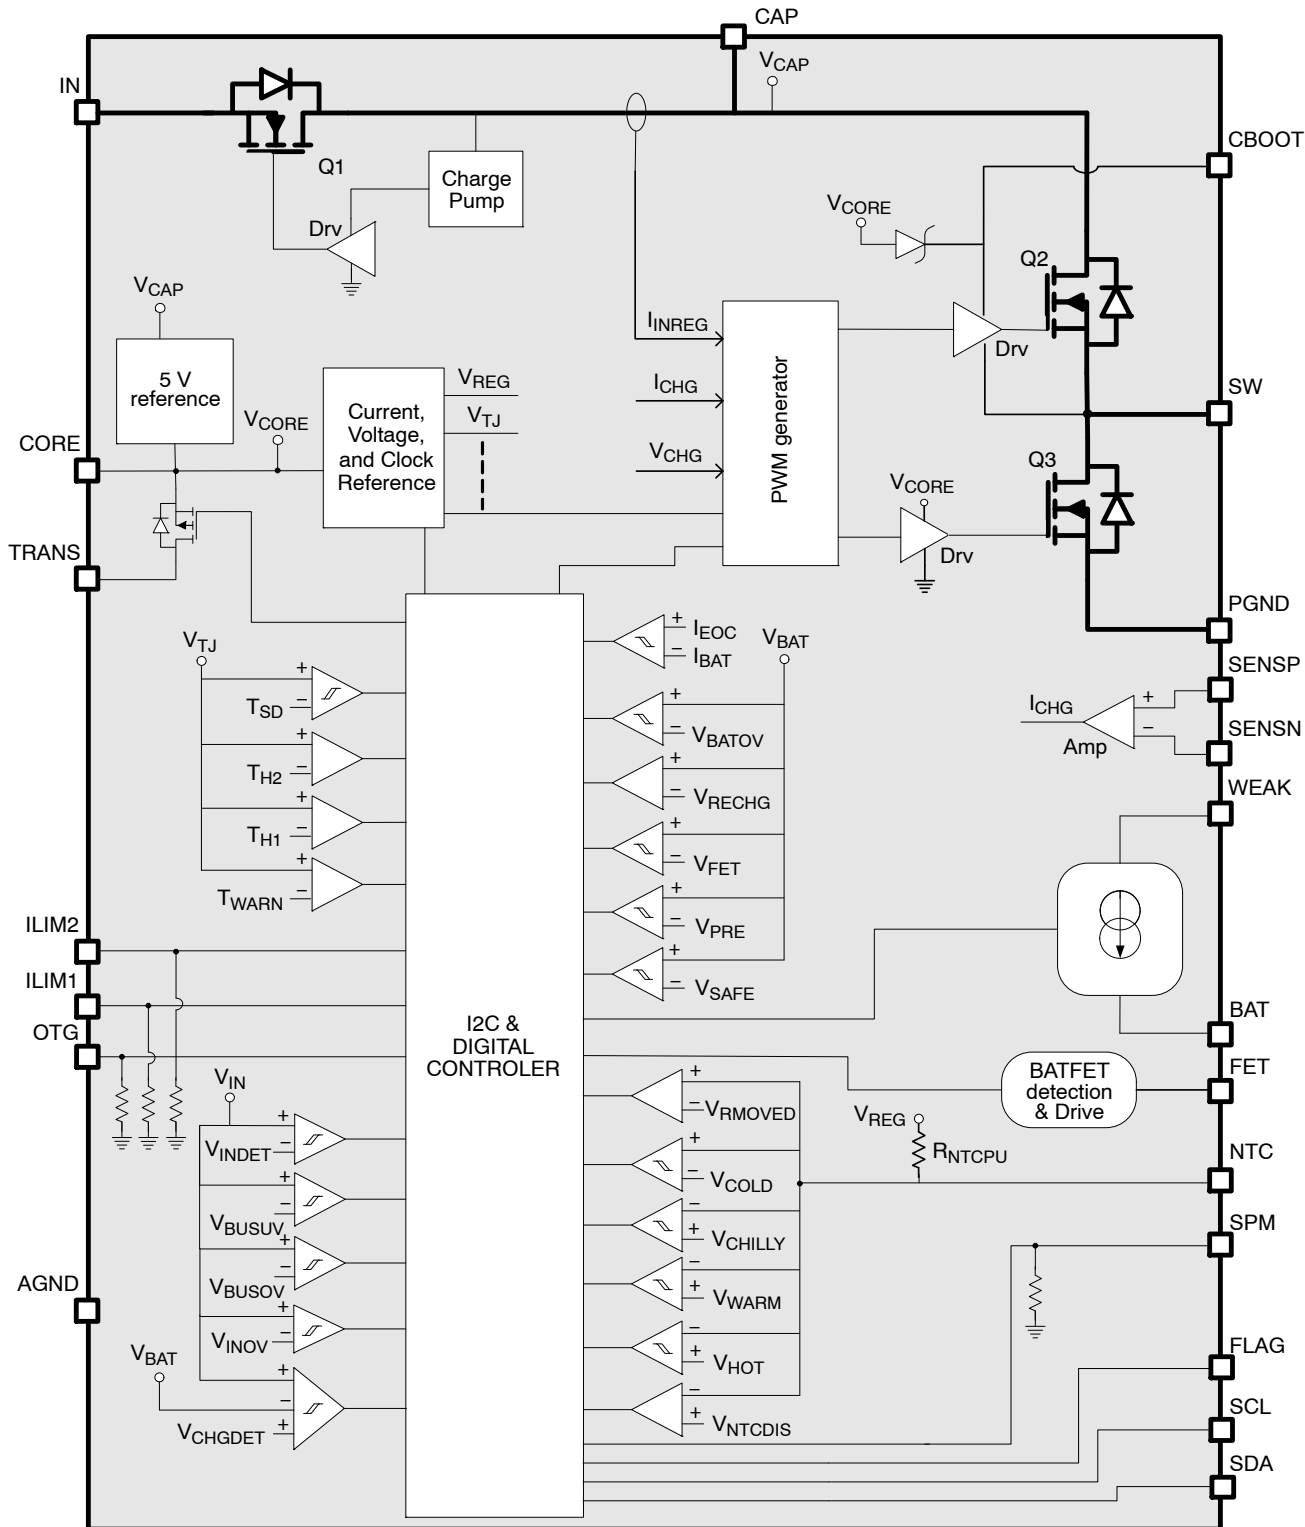 CAP
IN
VCAP
Q1
Charge
Pump
CBOOT
Drv
VCORE
VCAP
Q2
5 V
reference
IINREG
Drv
VREG
ICHG
SW
Current,
Voltage,
and Clock
Reference
VTJ
VCORE
PWM generator
CORE
VCHG
Q3
VCORE
TRANS
Drv
PGND
+
IEOC
−
IBAT
VBAT
VTJ
SENSP
+
−
TSD
ICHG
+
−
Amp
SENSN
+
−
VBATOV
+
−
TH2
+
−
VRECHG
WEAK
+
−
TH1
+
−
VFET
+
−
TWARN
+
−
VPRE
ILIM2
+
−
VSAFE
ILIM1
BAT
OTG
I2C &
DIGITAL
CONTROLER
FET
BATFET
detection
& Drive
VIN
+
−
VRMOVED
VREG
RNTCPU
+
−
VINDET
+
−
VCOLD
NTC
+
−
VBUSUV
−
+
VCHILLY
SPM
+
−
VBUSOV
AGND
−
+
VWARM
+
−
VINOV
−
+
VHOT
FLAG
VBAT
+
−
+
VCHGDET
−
+
VNTCDIS
SCL
SDA